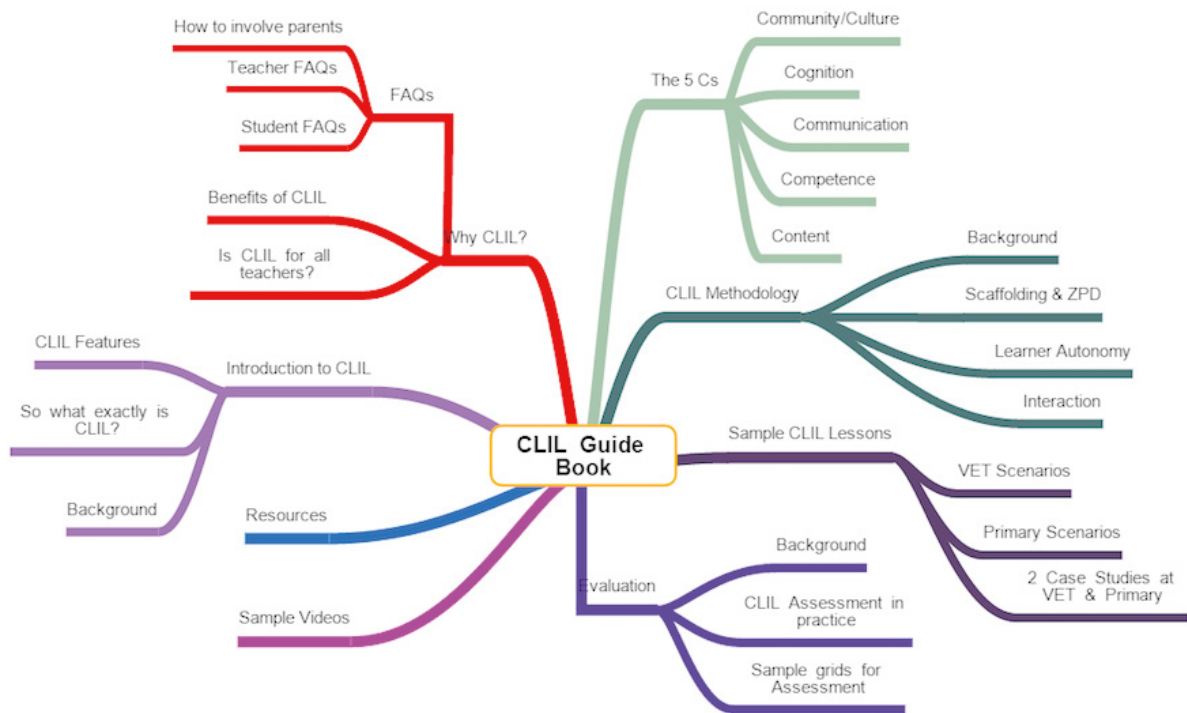 CLIL Guide
Book
The 5 Cs
Community/Culture
Cognition
Communication
Competence
Content
CLIL Methodology
Background
Scaffolding & ZPD
Learner Autonomy
Interaction
Sample CLIL Lessons
VET Scenarios
Primary Scenarios
2 Case Studies at
VET & Primary
Evaluation
Background
CLIL Assessment in
practice
Sample grids for
Assessment
Sample Videos
Resources
Introduction to CLIL
CLIL Features
So what exactly is
CLIL?
Background
Why CLIL?
FAQs
How to involve parents
Teacher FAQs
Student FAQs
Benefits of CLIL
Is CLIL for all
teachers?